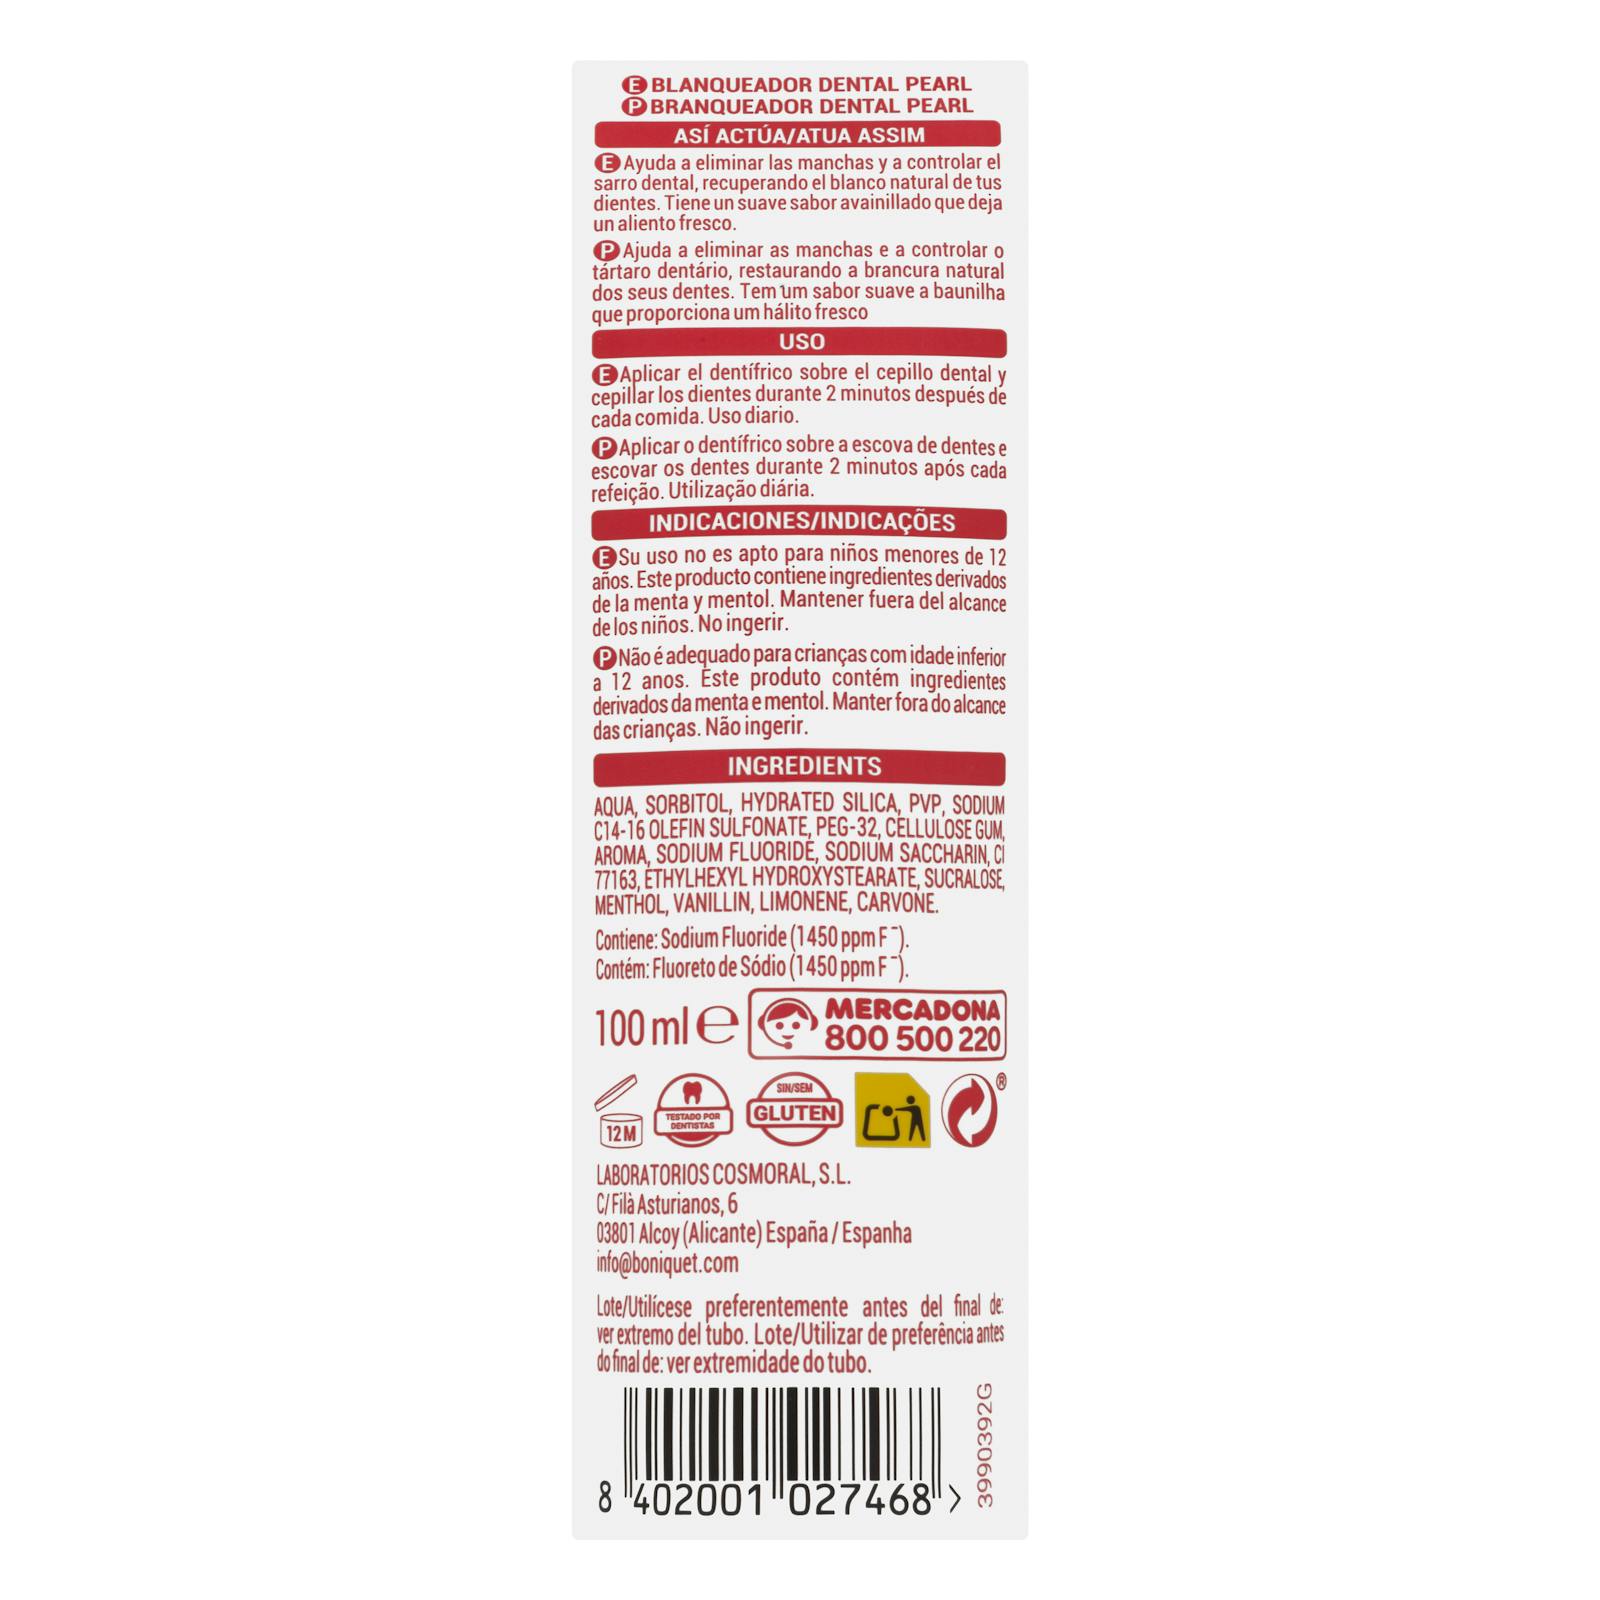 E BLANQUEADOR DENTAL PEARL
P BRANQUEADOR DENTAL PEARL
ASÍ ACTÚA/ATUA ASSIM
E Ayuda a eliminar las manchas y a controlar el
sarro dental, recuperando el blanco natural de tus
dientes. Tiene un suave sabor avainillado que deja
un aliento fresco.
P Ajuda a eliminar as manchas e a controlar o
tártaro dentário, restaurando a brancura natural
dos seus dentes. Tem um sabor suave a baunilha
que proporciona um hálito fresco
USO
E Aplicar el dentífrico sobre el cepillo dental y
cepillar los dientes durante 2 minutos después de
cada comida. Uso diario.
P Aplicar o dentífrico sobre a escova de dentes e
escovar os dentes durante 2 minutos após cada
refeição. Utilização diária.
INDICACIONES/INDICAÇÕES
E Su uso no es apto para niños menores de 12
años. Este producto contiene ingredientes derivados
de la menta y mentol. Mantener fuera del alcance
de los niños. No ingerir.
P Não é adequado para crianças com idade inferior
a 12 anos. Este produto contém ingredientes
derivados da menta e mentol. Manter fora do alcance
das crianças. Não ingerir.
INGREDIENTS
AQUA, SORBITOL, HYDRATED SILICA, PVP, SODIUM
C14-16 OLEFIN SULFONATE, PEG-32, CELLULOSE GUM,
AROMA, SODIUM FLUORIDE, SODIUM SACCHARIN, CI
77163, ETHYLHEXYL HYDROXYSTEARATE, SUCRALOSE,
MENTHOL, VANILLIN, LIMONENE, CARVONE.
Contiene: Sodium Fluoride (1450 ppm F⁻).
Contém: Fluoreto de Sódio (1450 ppm F⁻).
100 ml ℮
MERCADONA
800 500 220
12M
TESTADO POR
DENTISTAS
SIN/SEM
GLUTEN
®
LABORATORIOS COSMORAL, S.L.
C/ Filà Asturianos, 6
03801 Alcoy (Alicante) España / Espanha
info@boniquet.com
Lote/Utilícese preferentemente antes del final de:
ver extremo del tubo. Lote/Utilizar de preferência antes
do final de: ver extremidade do tubo.
3990392G
8 402001 027468 >